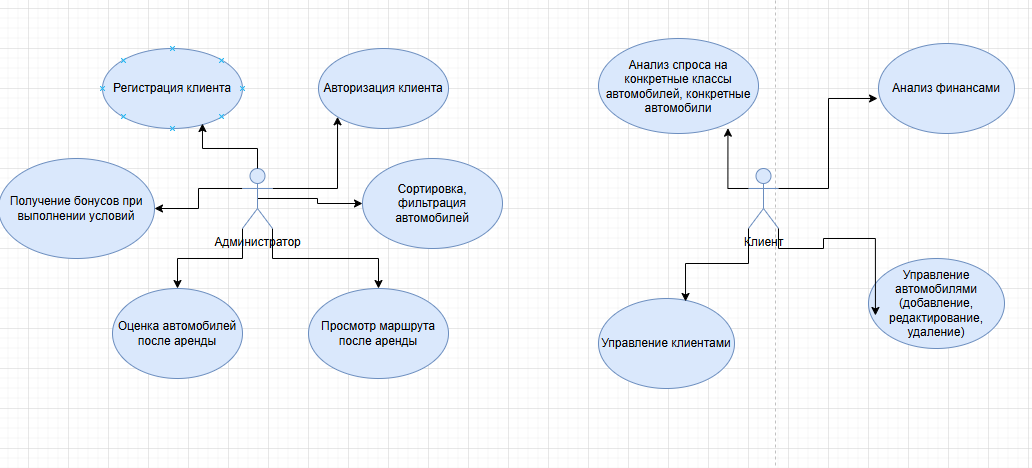 Регистрация клиента
Авторизация клиента
Получение бонусов при
выполнении условий
Сортировка,
фильтрация
автомобилей
Администратор
Оценка автомобилей
после аренды
Просмотр маршрута
после аренды
Анализ спроса на
конкретные классы
автомобилей, конкретные
автомобили
Анализ финансами
Клиент
Управление клиентами
Управление
автомобилями
(добавление,
редактирование,
удаление)